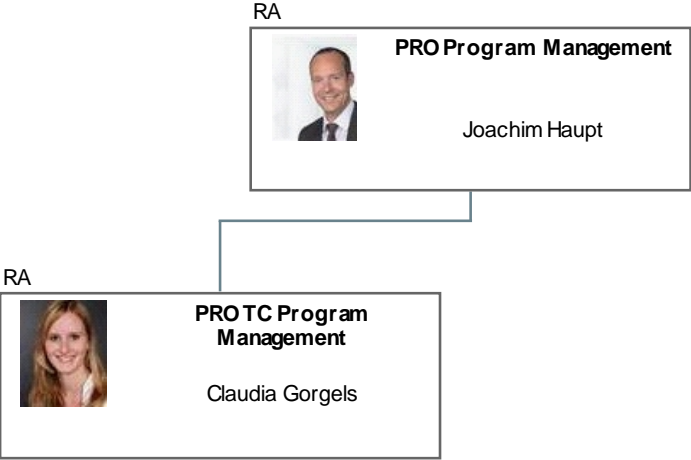 RA
PRO Program Management
Joachim Haupt
RA
PRO TC Program
Management
Claudia Gorgels